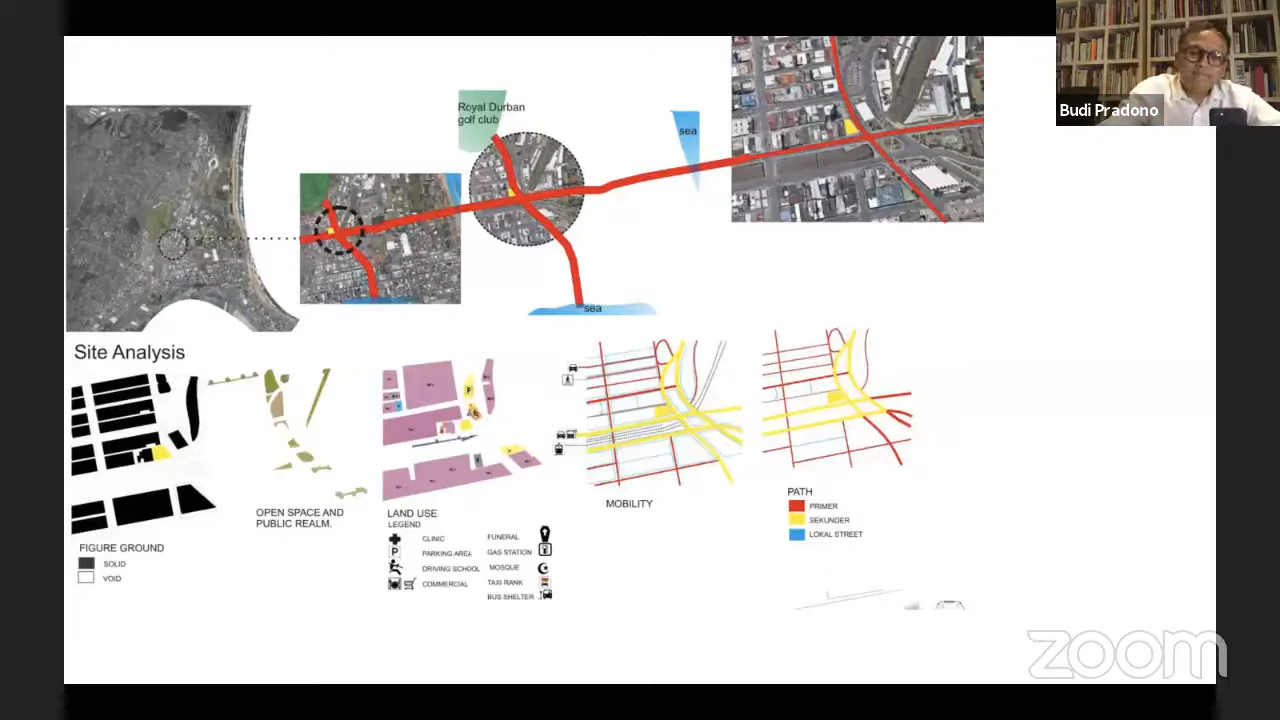 Budi Pradono
Royal Durban
golf club
sea
sea
Site Analysis
P
FIGURE GROUND
SOLID
VOID
OPEN SPACE AND
PUBLIC REALM.
LAND USE
LEGEND
CLINIC
P
PARKING AREA
DRIVING SCHOOL
COMMERCIAL
FUNERAL
GAS STATION
MOSQUE
TAXI RANK
BUS SHELTER
MOBILITY
PATH
PRIMER
SEKUNDER
LOKAL STREET
zoom